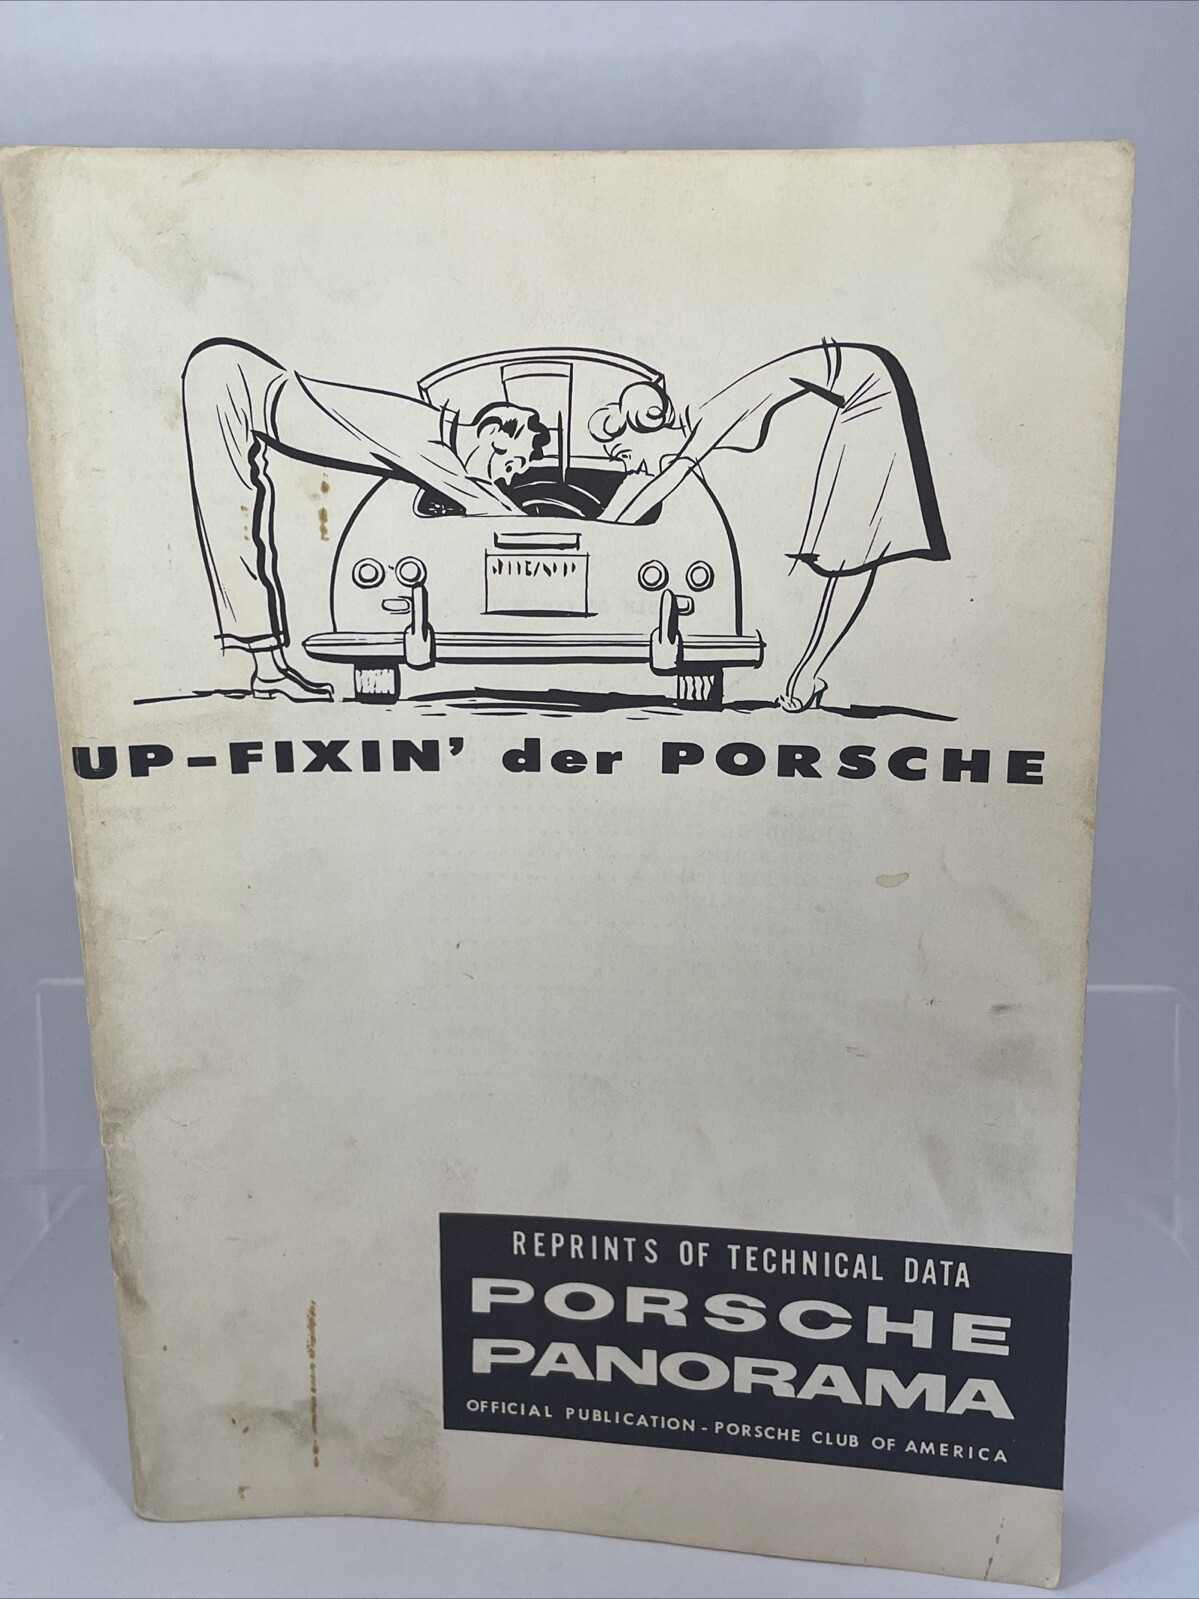 UP-FIXIN' der PORSCHE
REPRINTS OF TECHNICAL DATA
PORSCHE
PANORAMA
OFFICIAL PUBLICATION - PORSCHE CLUB OF AMERICA